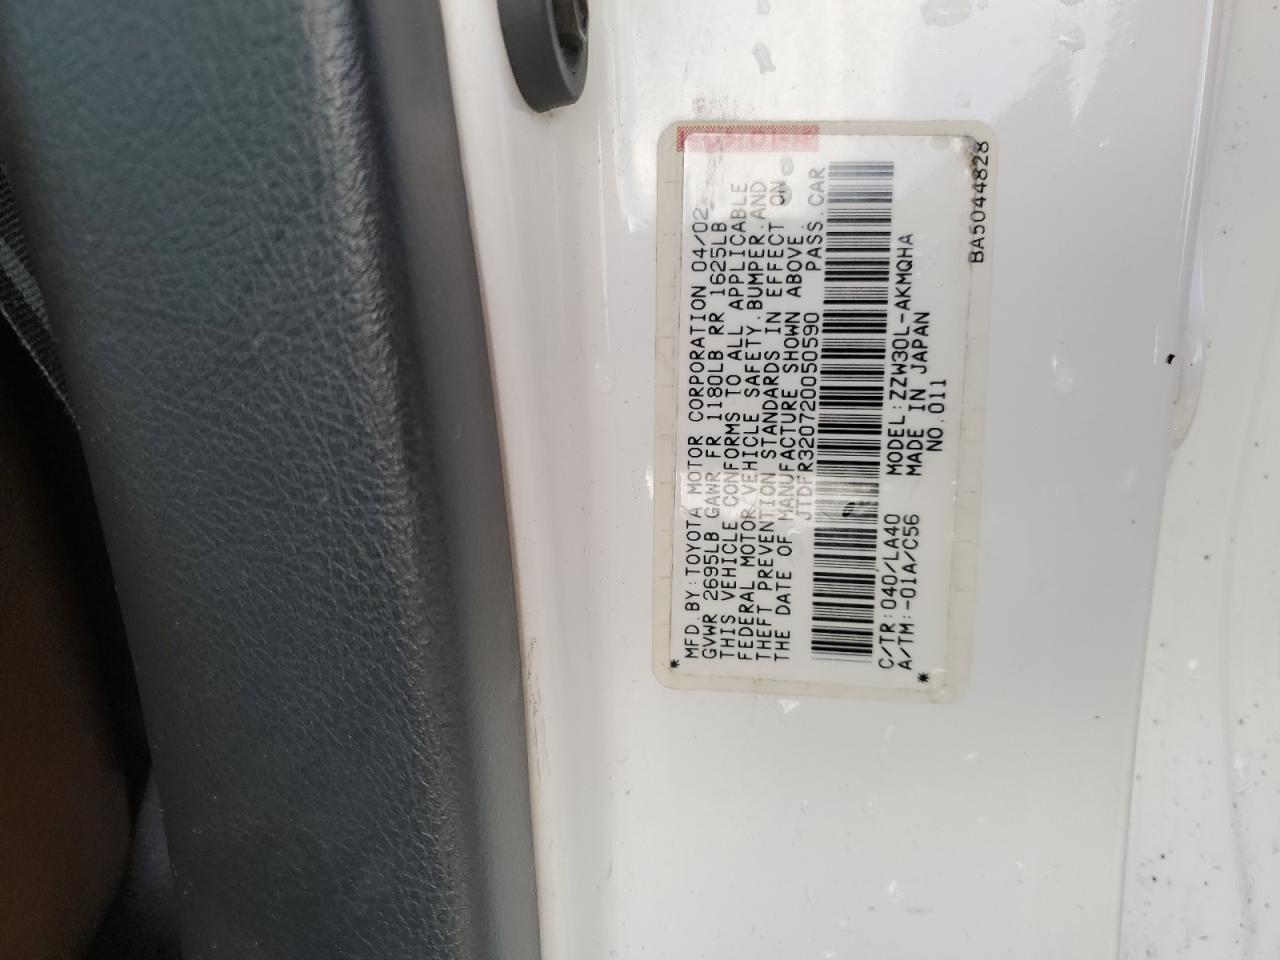 MFD.BY:TOYOTA MOTOR CORPORATION 04/02
GVWR 2695LB GAWR FR 1180LB RR 1625LB
THIS VEHICLE CONFORMS TO ALL APPLICABLE
FEDERAL MOTOR VEHICLE SAFETY,BUMPER,AND
THEFT PREVENTION STANDARDS IN EFFECT ON
THE DATE OF MANUFACTURE SHOWN ABOVE.
JTDFR320720050590 PASS.CAR
C/TR:040/LA40 MODEL:ZZW30L-AKMQHA
A/TM:-01A/C56 MADE IN JAPAN
NO.011
BA5044828